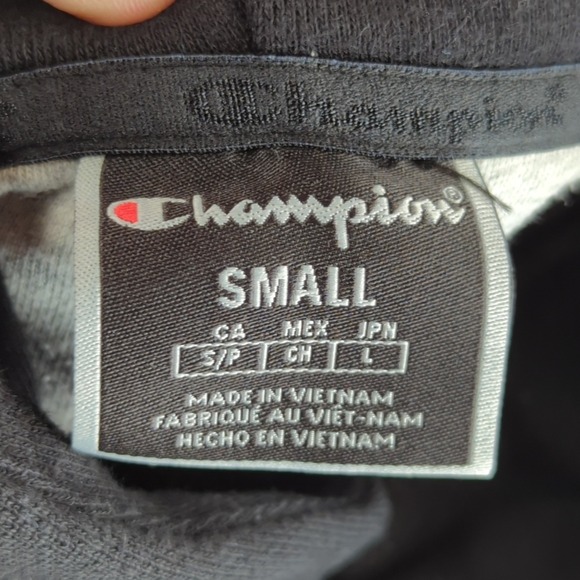 Champion
Champion®
SMALL
CA MEX JPN
S/P CH L
MADE IN VIETNAM
FABRIQUÉ AU VIÊT-NAM
HECHO EN VIETNAM